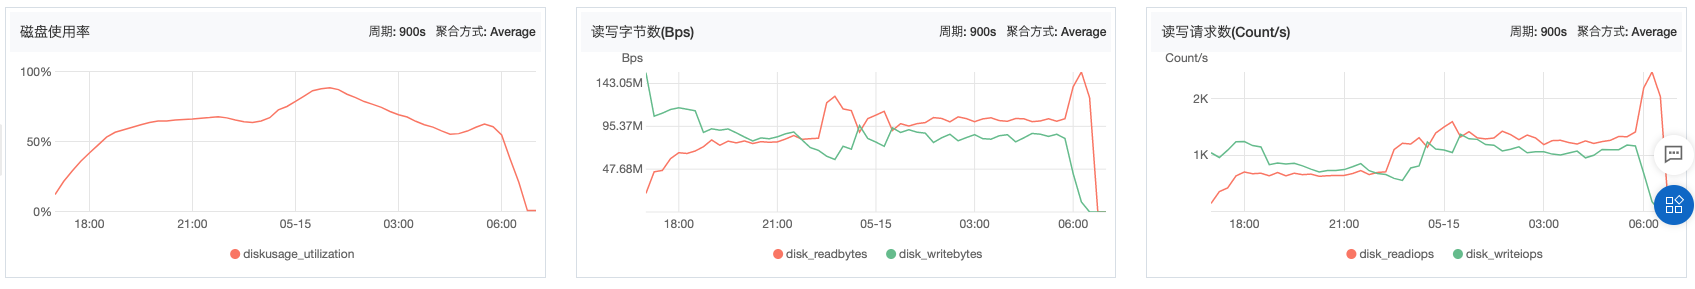 磁盘使用率 周期: 900s 聚合方式: Average
100%
50%
0%
18:00 21:00 05-15 03:00 06:00
diskusage_utilization
读写字节数(Bps) 周期: 900s 聚合方式: Average
Bps
143.05M
95.37M
47.68M
18:00 21:00 05-15 03:00 06:00
disk_readbytes disk_writebytes
读写请求数(Count/s) 周期: 900s 聚合方式: Average
Count/s
2K
1K
18:00 21:00 05-15 03:00 06:00
disk_readiops disk_writeiops